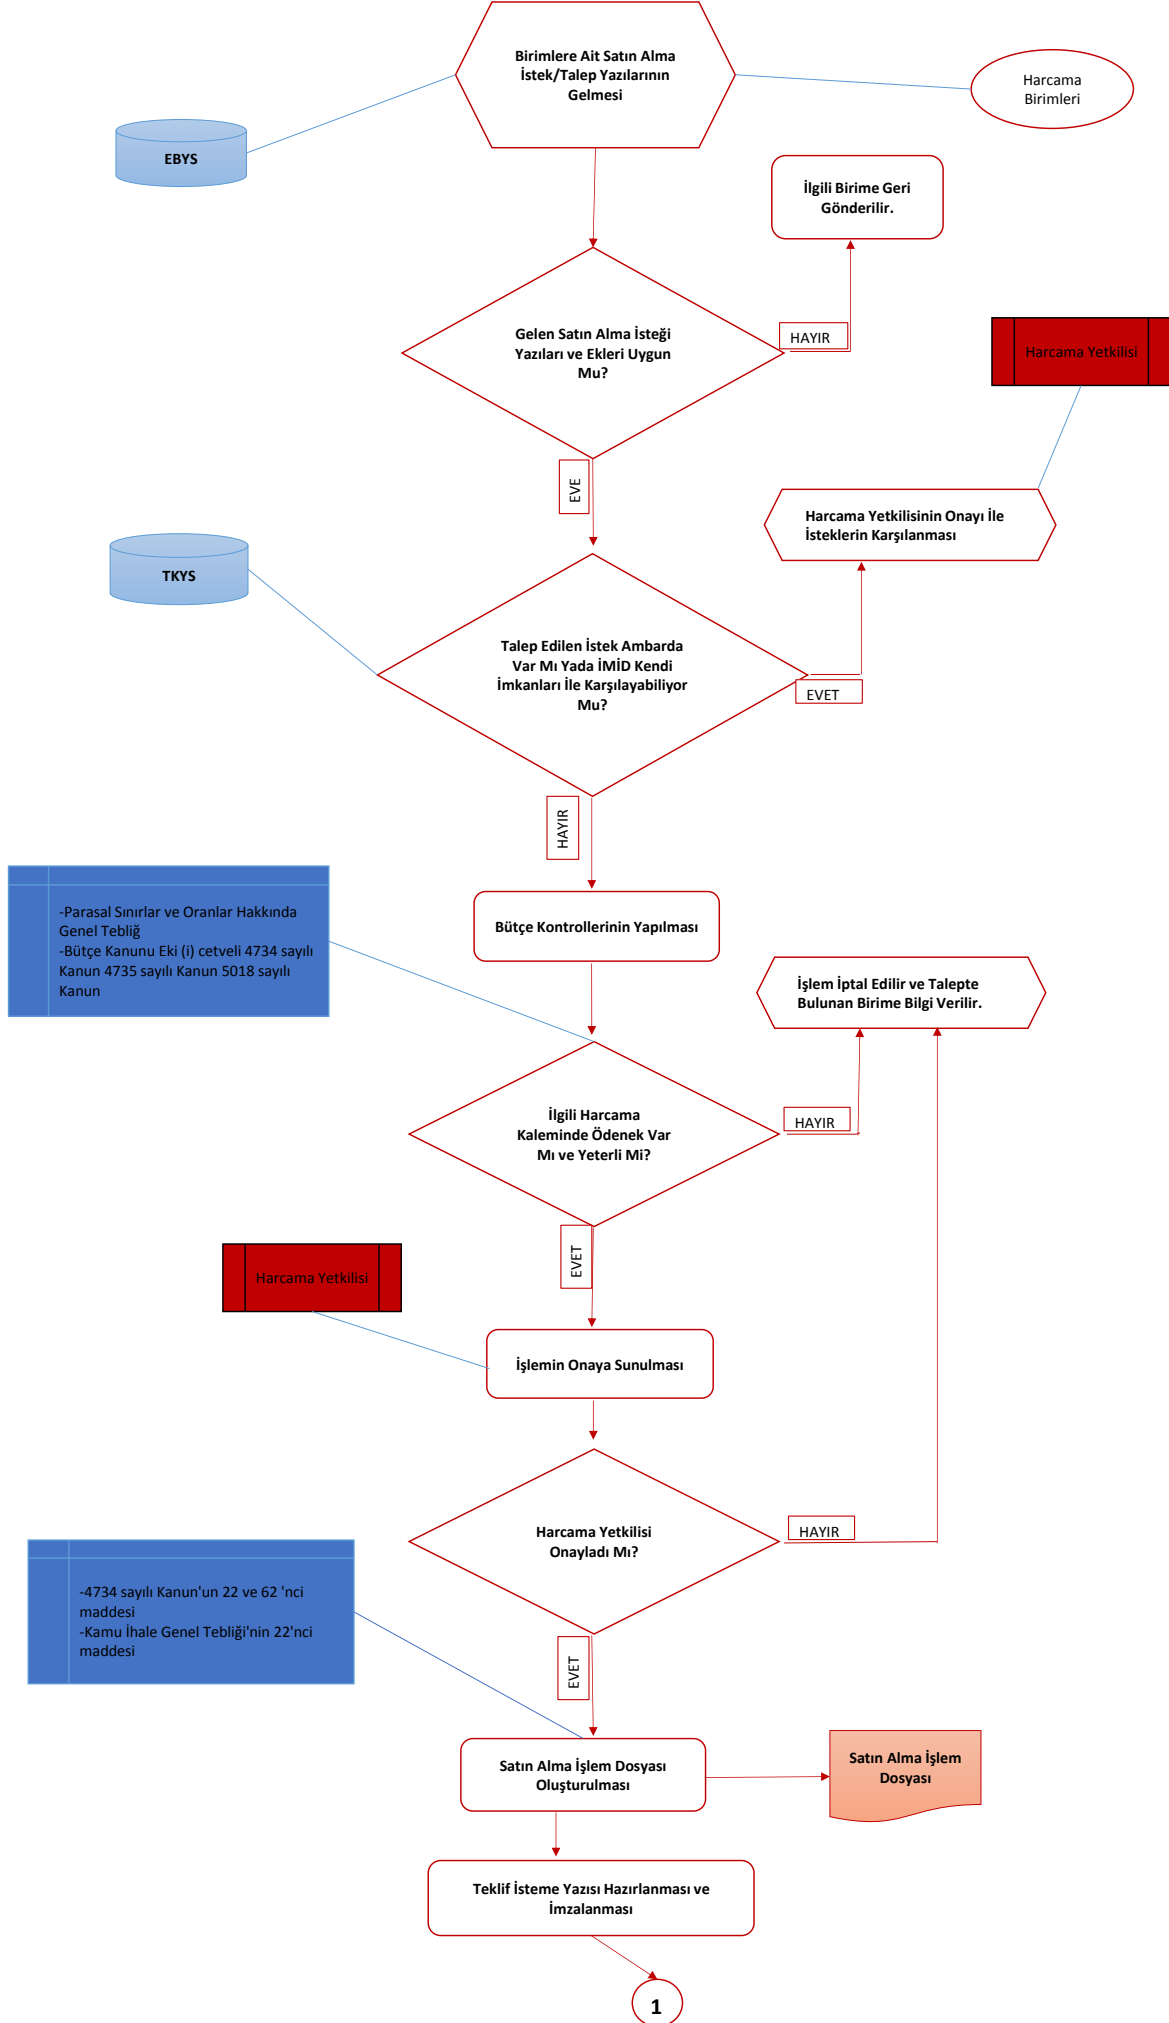 Birimlere Ait Satın Alma
İstek/Talep Yazılarının
Gelmesi
Harcama
Birimleri
EBYS
İlgili Birime Geri
Gönderilir.
Gelen Satın Alma İsteği
Yazıları ve Ekleri Uygun
Mu?
HAYIR
Harcama Yetkilisi
EVE
Harcama Yetkilisinin Onayı İle
İsteklerin Karşılanması
TKYS
Talep Edilen İstek Ambarda
Var Mı Yada İMİD Kendi
İmkanları İle Karşılayabiliyor
Mu?
EVET
HAYIR
-Parasal Sınırlar ve Oranlar Hakkında
Genel Tebliğ
-Bütçe Kanunu Eki (i) cetveli 4734 sayılı
Kanun 4735 sayılı Kanun 5018 sayılı
Kanun
Bütçe Kontrollerinin Yapılması
İşlem İptal Edilir ve Talepte
Bulunan Birime Bilgi Verilir.
İlgili Harcama
Kaleminde Ödenek Var
Mı ve Yeterli Mi?
HAYIR
EVET
Harcama Yetkilisi
İşlemin Onaya Sunulması
Harcama Yetkilisi
Onayladı Mı?
HAYIR
-4734 sayılı Kanun'un 22 ve 62 'nci
maddesi
-Kamu İhale Genel Tebliği'nin 22'nci
maddesi
EVET
Satın Alma İşlem Dosyası
Oluşturulması
Satın Alma İşlem
Dosyası
Teklif İsteme Yazısı Hazırlanması ve
İmzalanması
1